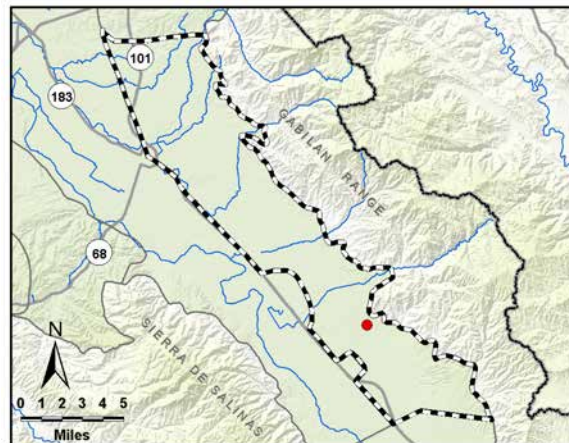 101
183
GABILAN RANGE
68
SIERRA DE SALINAS
N
0 1 2 3 4 5
Miles